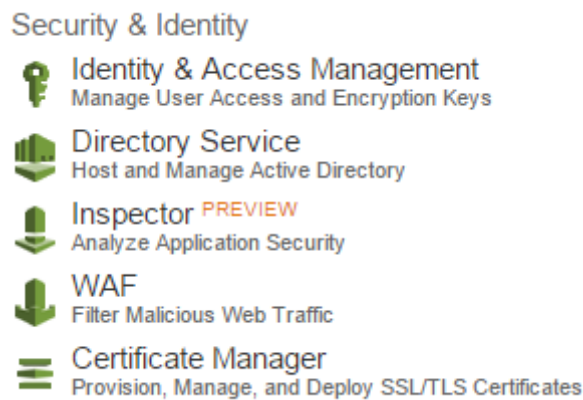 Security & Identity
Identity & Access Management
Manage User Access and Encryption Keys
Directory Service
Host and Manage Active Directory
Inspector PREVIEW
Analyze Application Security
WAF
Filter Malicious Web Traffic
Certificate Manager
Provision, Manage, and Deploy SSL/TLS Certificates